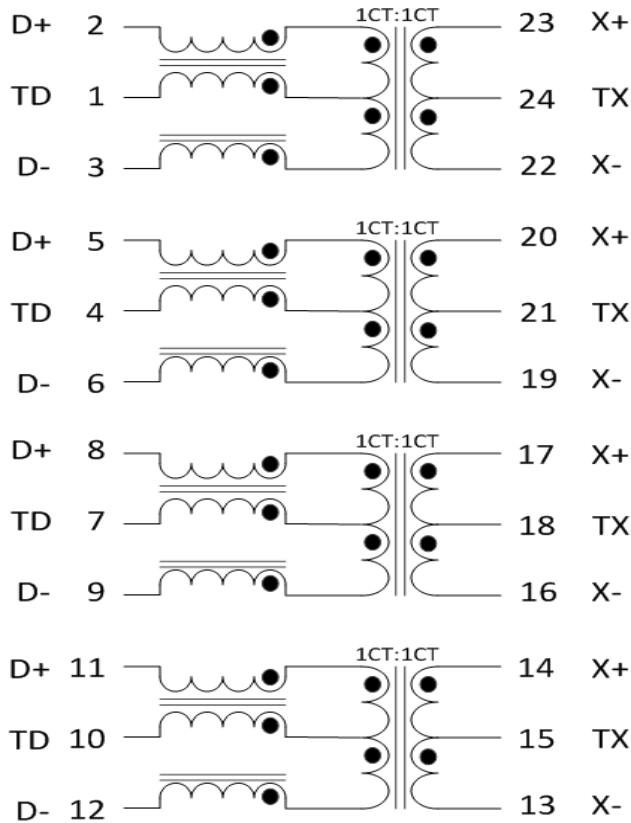 1CT:1CT
D+ 2 23 X+
TD 1 24 TX
D- 3 22 X-
1CT:1CT
D+ 5 20 X+
TD 4 21 TX
D- 6 19 X-
1CT:1CT
D+ 8 17 X+
TD 7 18 TX
D- 9 16 X-
1CT:1CT
D+ 11 14 X+
TD 10 15 TX
D- 12 13 X-